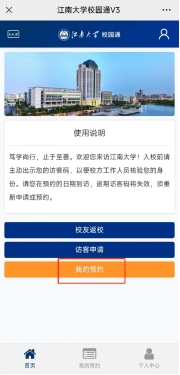 江南大学校园通V3
江南大学 校园通
使用说明
笃学尚行，止于至善。欢迎您来访江南大学！入校前请
主动出示您的访客码，以便校方工作人员核验您的身
份。请您在预约的日期到访，逾期访客码将失效，须重
新申请或预约。
校友返校
访客申请
我的预约
首页 我的预约 个人中心